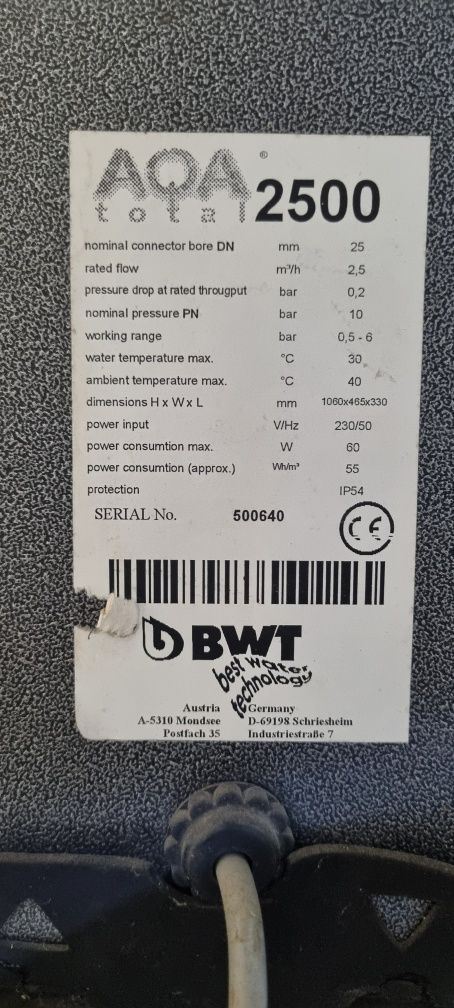 AQA ® 2500
total
nominal connector bore DN mm 25
rated flow m³/h 2,5
pressure drop at rated througput bar 0,2
nominal pressure PN bar 10
working range bar 0,5 - 6
water temperature max. °C 30
ambient temperature max. °C 40
dimensions H x W x L mm 1060x465x330
power input V/Hz 230/50
power consumtion max. W 60
power consumtion (approx.) Wh/m³ 55
protection IP54
SERIAL No. 500640
CE
BWT
best water
technology
Austria Germany
A-5310 Mondsee D-69198 Schriesheim
Postfach 35 Industriestraße 7